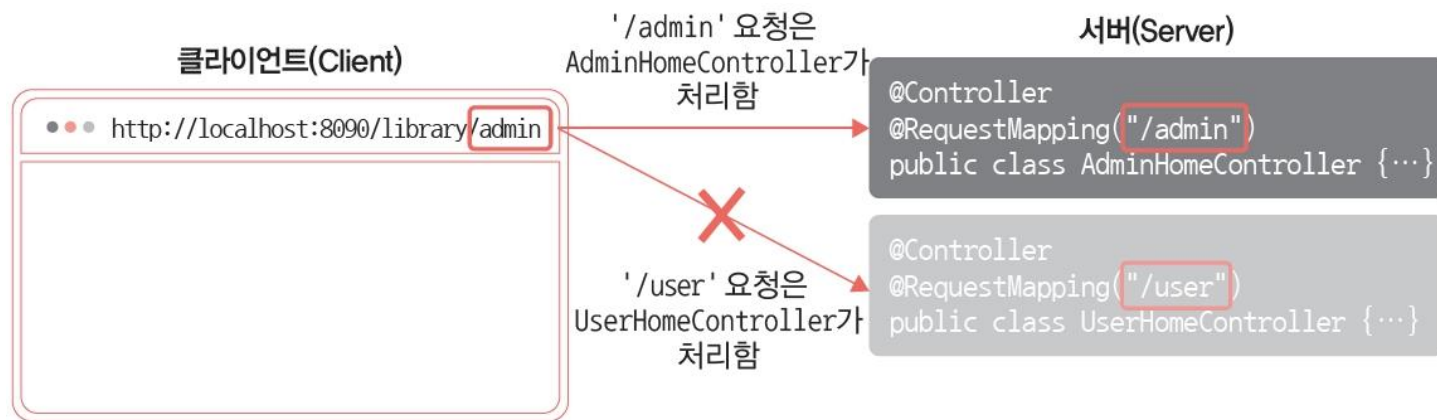 클라이언트(Client)
http://localhost:8090/library/admin
'/admin' 요청은
AdminHomeController가
처리함
'/user' 요청은
UserHomeController가
처리함
서버(Server)
@Controller
@RequestMapping("/admin")
public class AdminHomeController {…}
@Controller
@RequestMapping("/user")
public class UserHomeController {…}